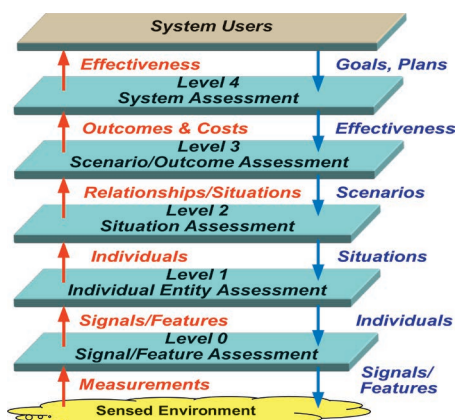 System Users
Effectiveness Goals, Plans
Level 4
System Assessment
Outcomes & Costs Effectiveness
Level 3
Scenario/Outcome Assessment
Relationships/Situations Scenarios
Level 2
Situation Assessment
Individuals Situations
Level 1
Individual Entity Assessment
Signals/Features Individuals
Level 0
Signal/Feature Assessment
Measurements Signals/
Features
Sensed Environment